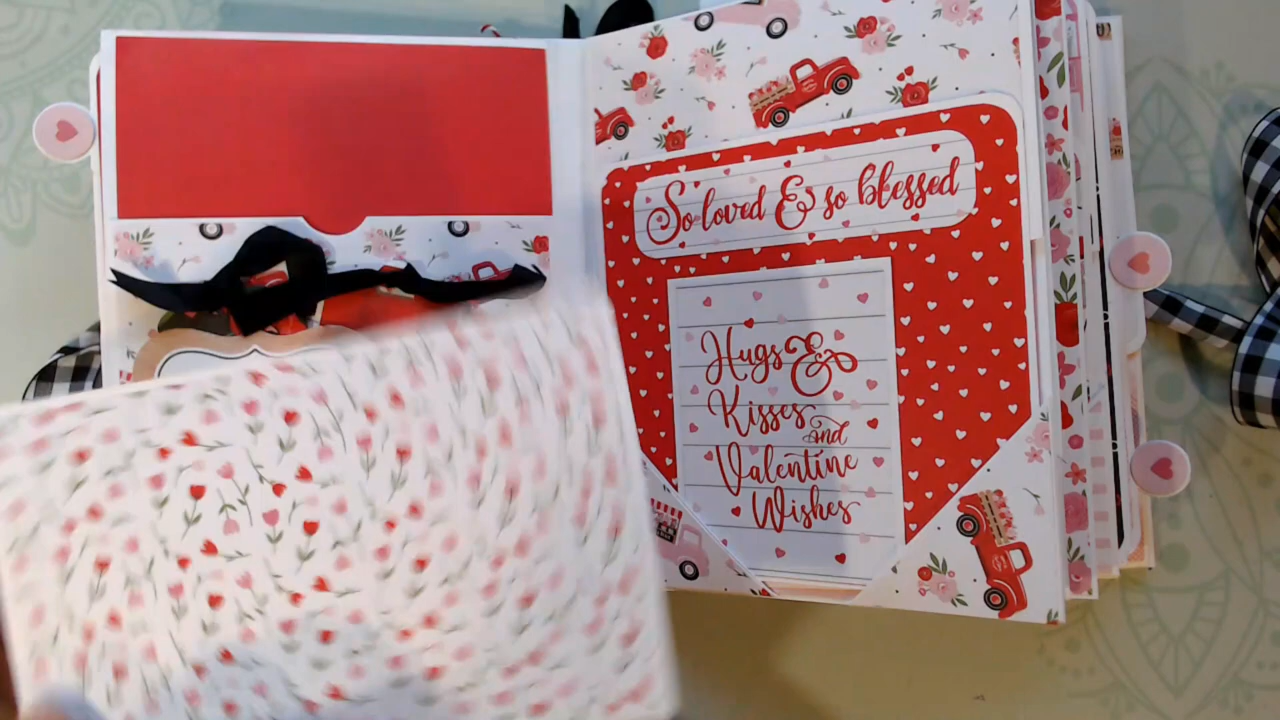 So loved & so blessed
Hugs &
Kisses and
Valentine
Wishes